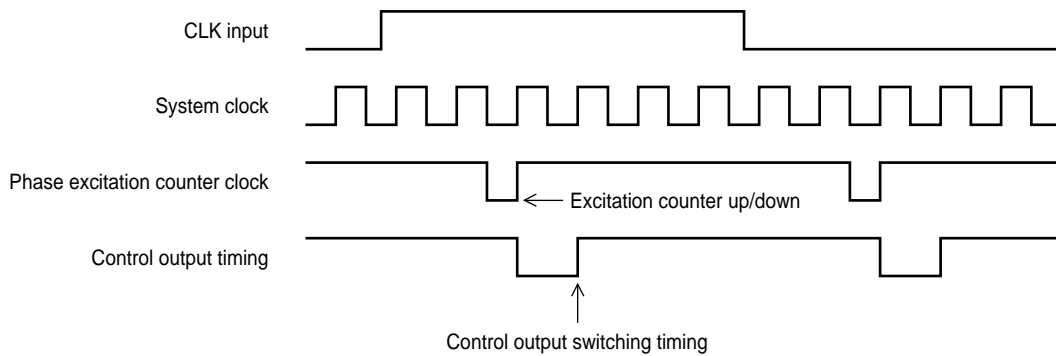 CLK input
System clock
Phase excitation counter clock
Excitation counter up/down
Control output timing
Control output switching timing